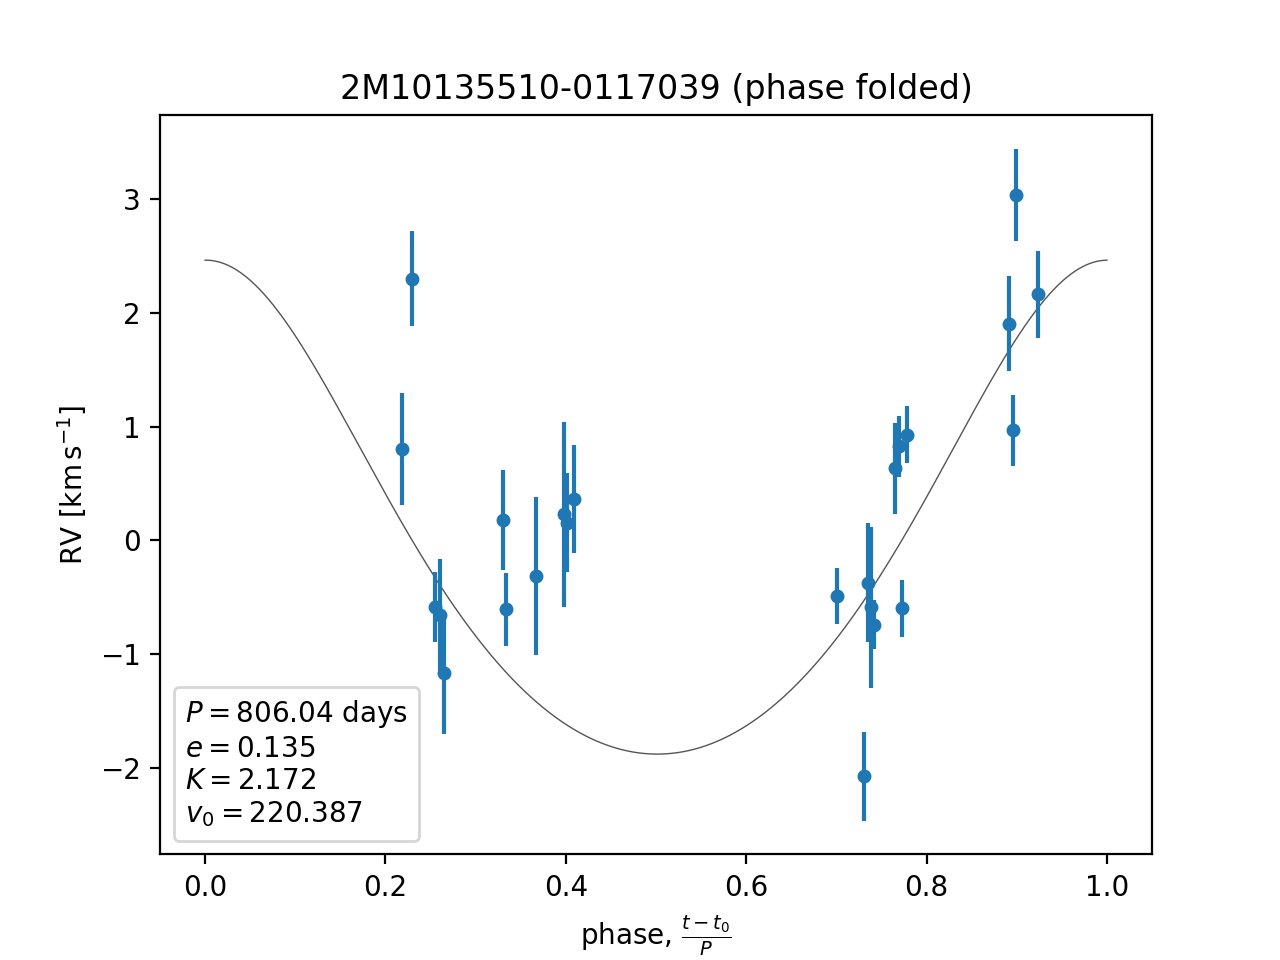 2M10135510-0117039 (phase folded)
3
2
1
0
−1
−2
RV [km s⁻¹]
P = 806.04 days
e = 0.135
K = 2.172
v₀ = 220.387
0.0 0.2 0.4 0.6 0.8 1.0
phase, (t − t₀)/P